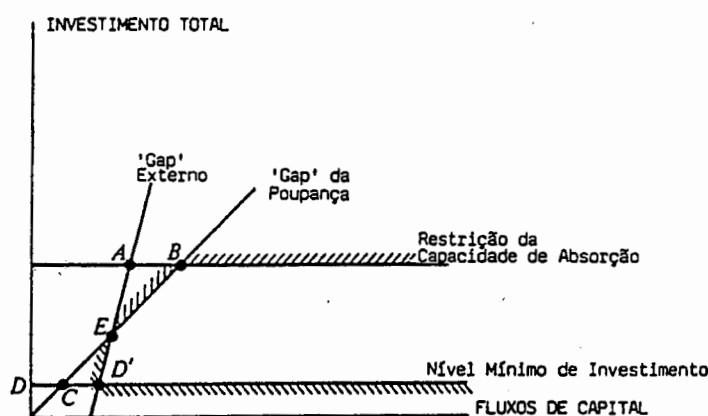 INVESTIMENTO TOTAL
'Gap'
Externo
'Gap' da
Poupança
A
B
Restrição da
Capacidade de Absorção
E
D'
Nível Mínimo de Investimento
D
C
FLUXOS DE CAPITAL